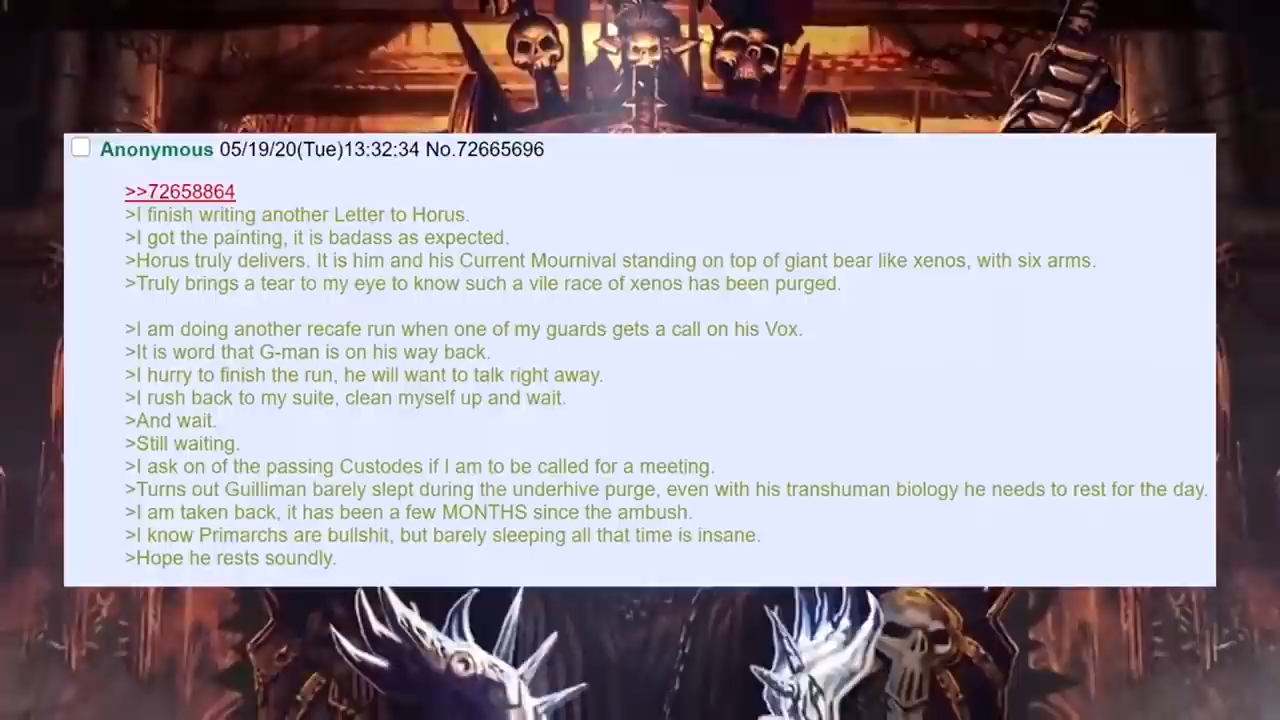 Anonymous 05/19/20(Tue)13:32:34 No.72665696
>>72658864
>I finish writing another Letter to Horus.
>I got the painting, it is badass as expected.
>Horus truly delivers. It is him and his Current Mournival standing on top of giant bear like xenos, with six arms.
>Truly brings a tear to my eye to know such a vile race of xenos has been purged.
>I am doing another recafe run when one of my guards gets a call on his Vox.
>It is word that G-man is on his way back.
>I hurry to finish the run, he will want to talk right away.
>I rush back to my suite, clean myself up and wait.
>And wait.
>Still waiting.
>I ask on of the passing Custodes if I am to be called for a meeting.
>Turns out Guilliman barely slept during the underhive purge, even with his transhuman biology he needs to rest for the day.
>I am taken back, it has been a few MONTHS since the ambush.
>I know Primarchs are bullshit, but barely sleeping all that time is insane.
>Hope he rests soundly.